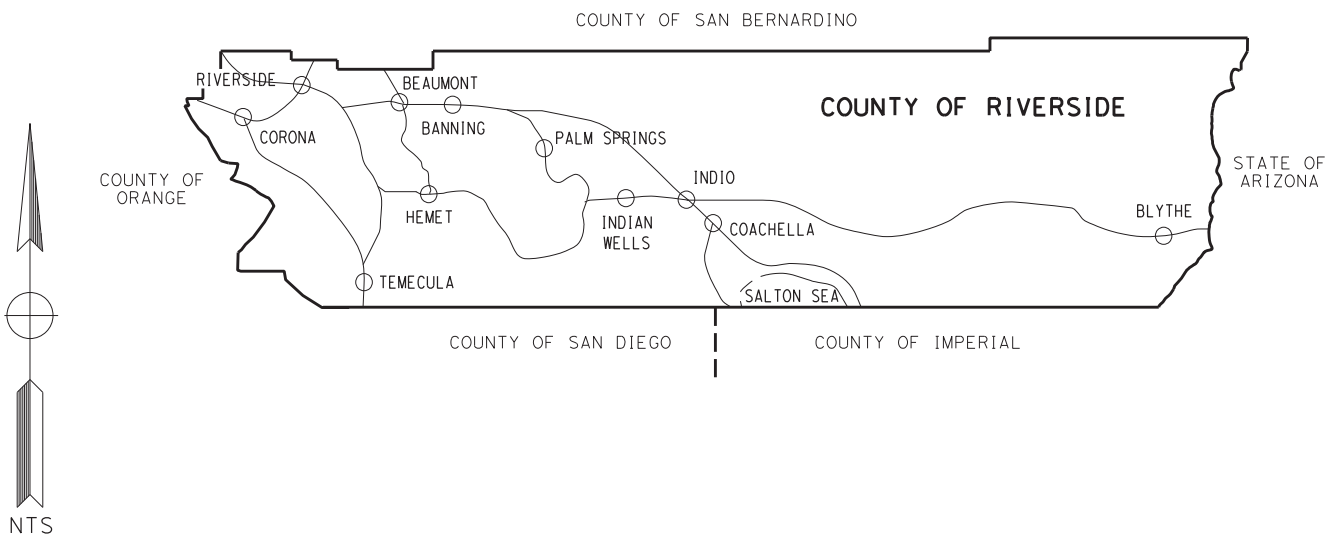 COUNTY OF SAN BERNARDINO
RIVERSIDE
BEAUMONT
COUNTY OF RIVERSIDE
BANNING
CORONA
PALM SPRINGS
STATE OF
ARIZONA
COUNTY OF
ORANGE
INDIO
HEMET
INDIAN
WELLS
COACHELLA
BLYTHE
TEMECULA
SALTON SEA
COUNTY OF SAN DIEGO
COUNTY OF IMPERIAL
NTS